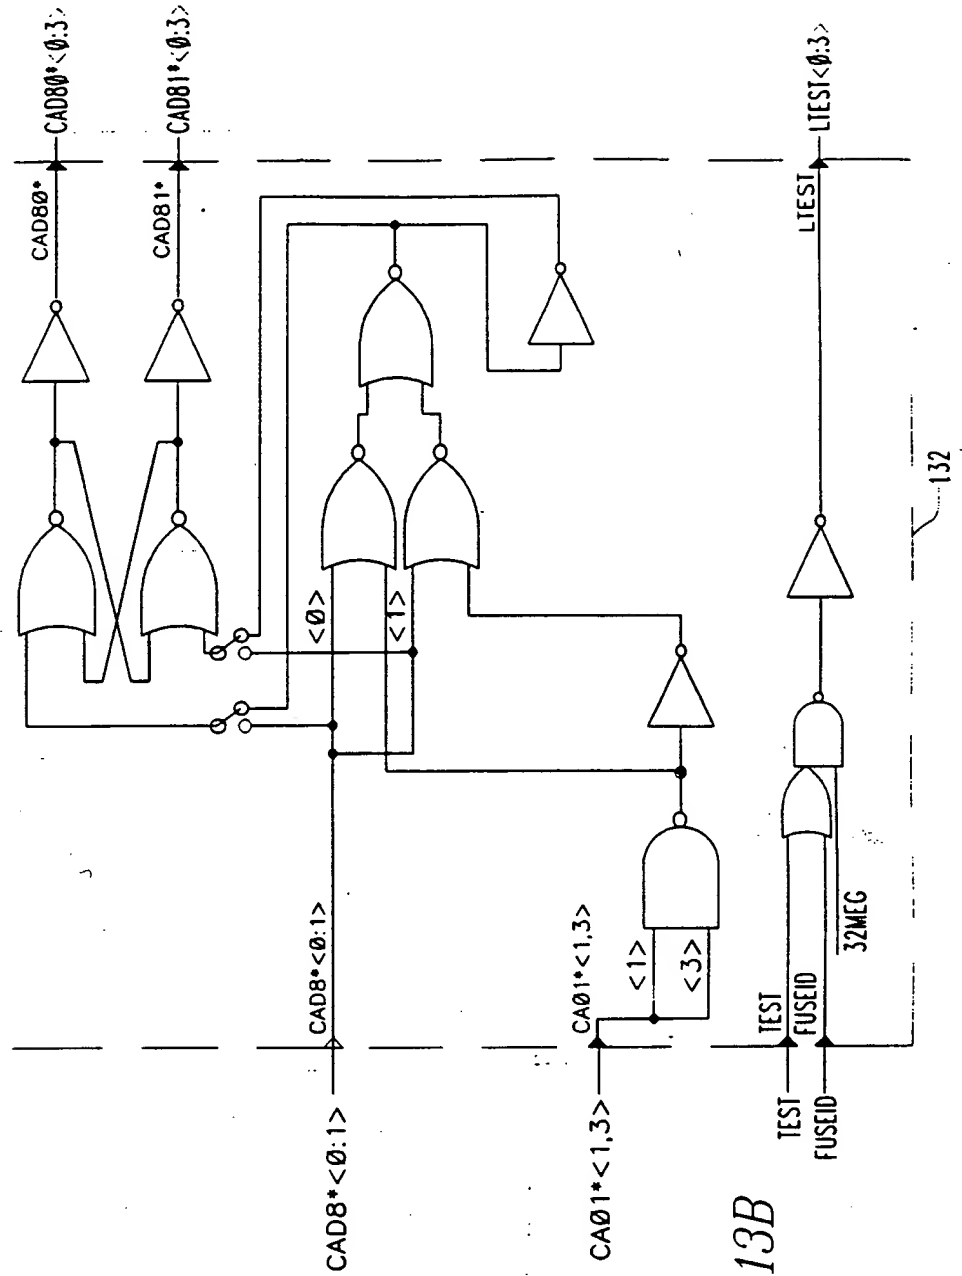 CAD80*<0:3>
CAD81*<0:3>
LTEST<0:3>
CAD80*
CAD81*
LTEST
<0>
<1>
132
CAD8*<0:1>
CA01*<1,3>
<1>
<3>
32MEG
TEST
FUSEID
CAD8*<0:1>
CA01*<1,3>
TEST
FUSEID
13B